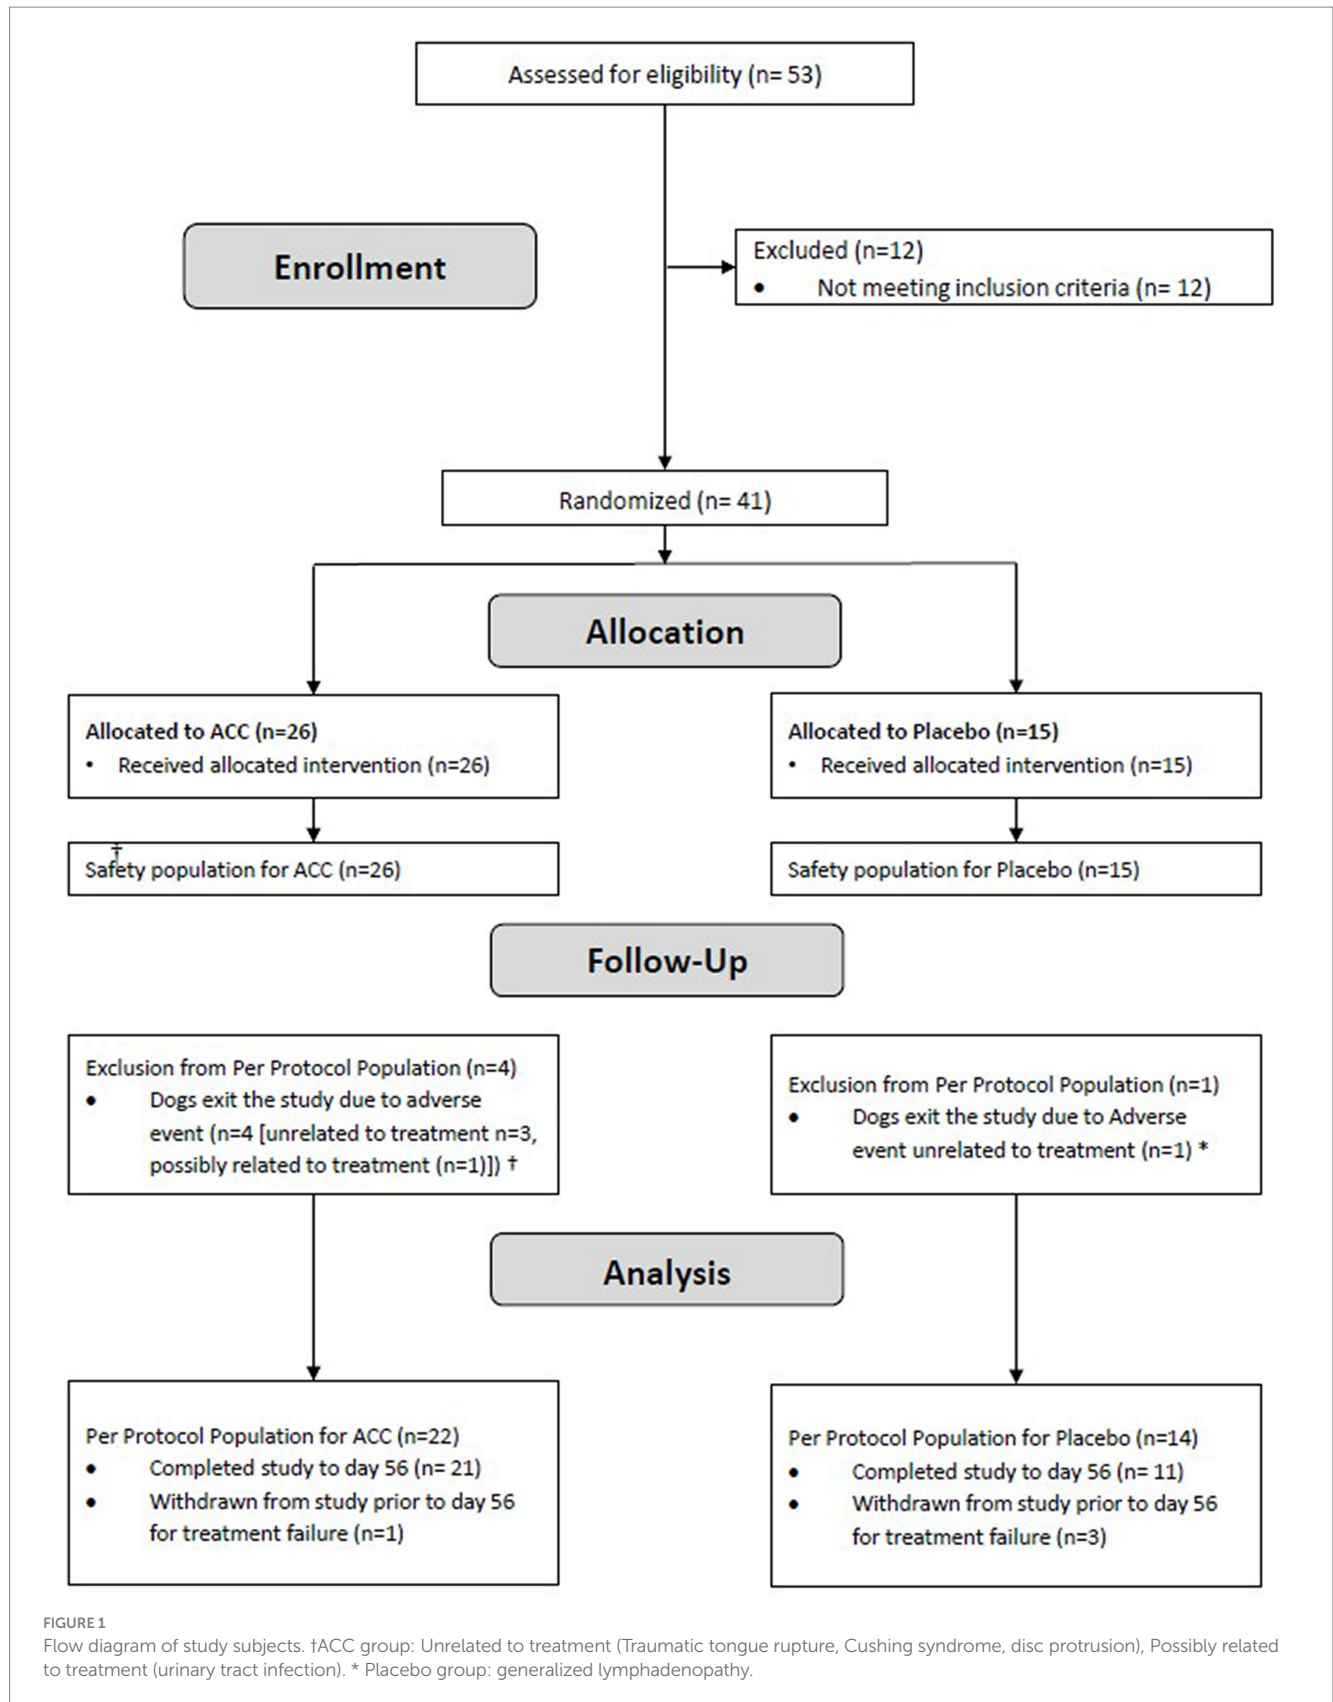 Assessed for eligibility (n= 53)
Enrollment
Excluded (n=12)
• Not meeting inclusion criteria (n= 12)
Randomized (n= 41)
Allocation
Allocated to ACC (n=26)
• Received allocated intervention (n=26)
Allocated to Placebo (n=15)
• Received allocated intervention (n=15)
†
Safety population for ACC (n=26)
Safety population for Placebo (n=15)
Follow-Up
Exclusion from Per Protocol Population (n=4)
• Dogs exit the study due to adverse
event (n=4 [unrelated to treatment n=3,
possibly related to treatment (n=1)]) †
Exclusion from Per Protocol Population (n=1)
• Dogs exit the study due to Adverse
event unrelated to treatment (n=1) *
Analysis
Per Protocol Population for ACC (n=22)
• Completed study to day 56 (n= 21)
• Withdrawn from study prior to day 56
for treatment failure (n=1)
Per Protocol Population for Placebo (n=14)
• Completed study to day 56 (n= 11)
• Withdrawn from study prior to day 56
for treatment failure (n=3)
FIGURE 1
Flow diagram of study subjects. †ACC group: Unrelated to treatment (Traumatic tongue rupture, Cushing syndrome, disc protrusion), Possibly related
to treatment (urinary tract infection). * Placebo group: generalized lymphadenopathy.